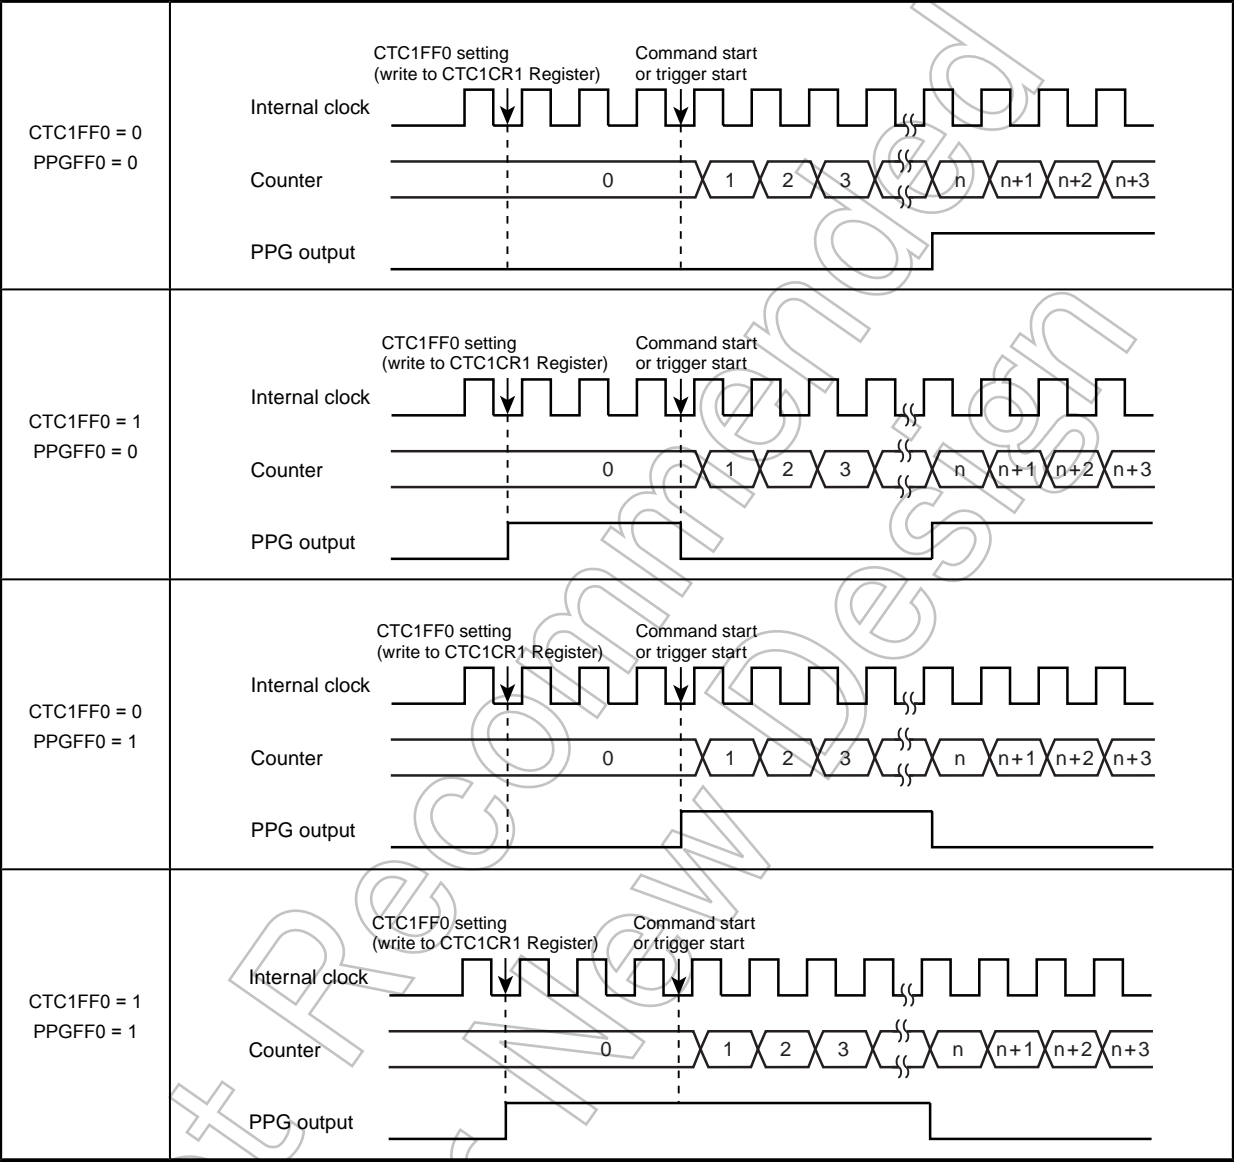 CTC1FF0 = 0
PPGFF0 = 0
CTC1FF0 setting
(write to CTC1CR1 Register)
Command start
or trigger start
Internal clock
Counter
0 1 2 3 n n+1 n+2 n+3
PPG output
CTC1FF0 = 1
PPGFF0 = 0
CTC1FF0 setting
(write to CTC1CR1 Register)
Command start
or trigger start
Internal clock
Counter
0 1 2 3 n n+1 n+2 n+3
PPG output
CTC1FF0 = 0
PPGFF0 = 1
CTC1FF0 setting
(write to CTC1CR1 Register)
Command start
or trigger start
Internal clock
Counter
0 1 2 3 n n+1 n+2 n+3
PPG output
CTC1FF0 = 1
PPGFF0 = 1
CTC1FF0 setting
(write to CTC1CR1 Register)
Command start
or trigger start
Internal clock
Counter
0 1 2 3 n n+1 n+2 n+3
PPG output
Recommended
New Design